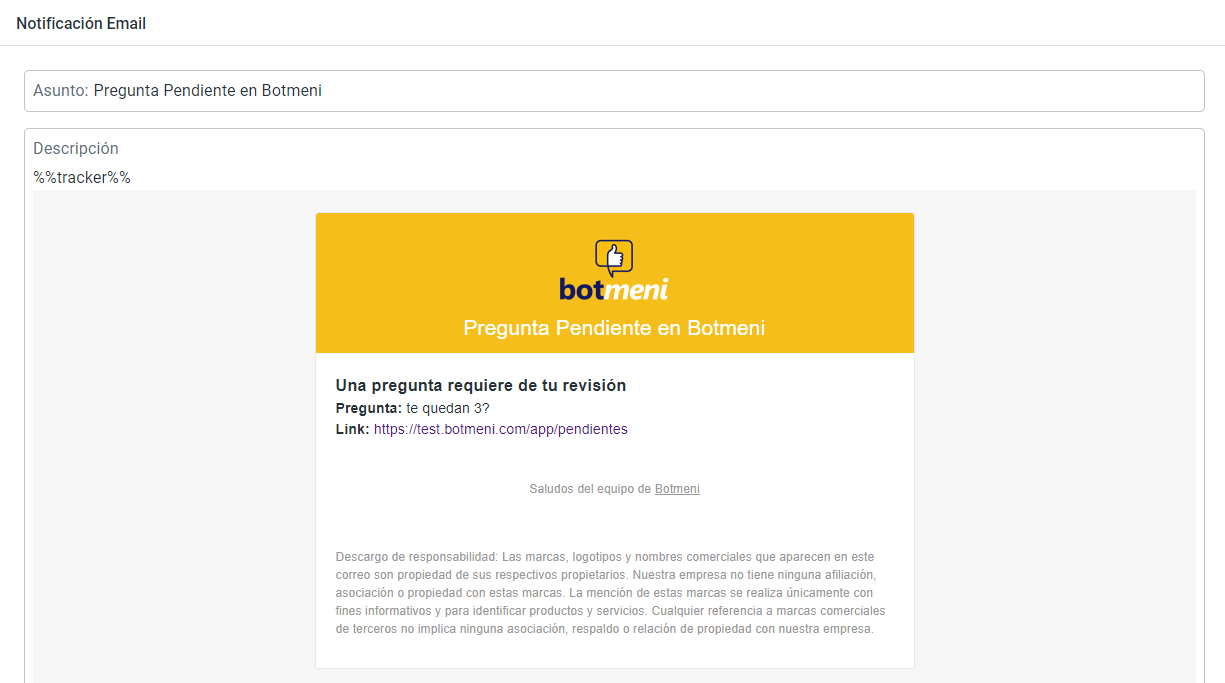 Notificación Email
Asunto: Pregunta Pendiente en Botmeni
Descripción
%%tracker%%
botmeni
Pregunta Pendiente en Botmeni
Una pregunta requiere de tu revisión
Pregunta: te quedan 3?
Link: https://test.botmeni.com/app/pendientes
Saludos del equipo de Botmeni
Descargo de responsabilidad: Las marcas, logotipos y nombres comerciales que aparecen en este
correo son propiedad de sus respectivos propietarios. Nuestra empresa no tiene ninguna afiliación,
asociación o propiedad con estas marcas. La mención de estas marcas se realiza únicamente con
fines informativos y para identificar productos y servicios. Cualquier referencia a marcas comerciales
de terceros no implica ninguna asociación, respaldo o relación de propiedad con nuestra empresa.